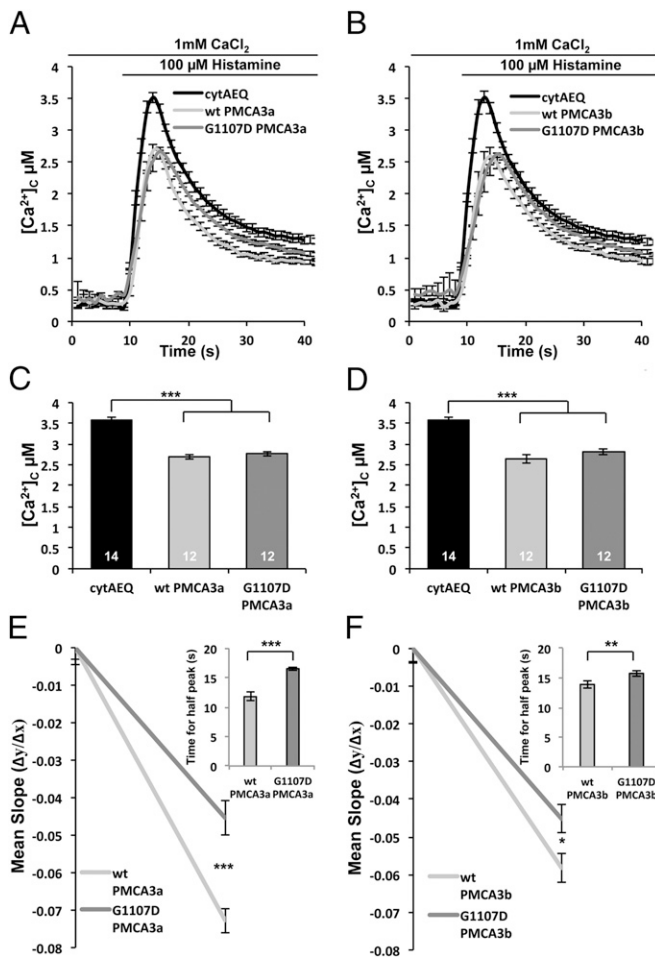 A
1mM CaCl₂
100 µM Histamine
4
3.5
3
2.5
2
1.5
1
0.5
0
[Ca²⁺]C µM
cytAEQ
wt PMCA3a
G1107D PMCA3a
0 10 20 30 40
Time (s)
B
1mM CaCl₂
100 µM Histamine
4
3.5
3
2.5
2
1.5
1
0.5
0
[Ca²⁺]C µM
cytAEQ
wt PMCA3b
G1107D PMCA3b
0 10 20 30 40
Time (s)
C
4
3.5
3
2.5
2
1.5
1
0.5
0
[Ca²⁺]C µM
***
14 12 12
cytAEQ wt PMCA3a G1107D
PMCA3a
D
4
3.5
3
2.5
2
1.5
1
0.5
0
[Ca²⁺]C µM
***
14 12 12
cytAEQ wt PMCA3b G1107D
PMCA3b
E
0
-0.01
-0.02
-0.03
-0.04
-0.05
-0.06
-0.07
-0.08
Mean Slope (Δy/Δx)
***
wt
PMCA3a
G1107D
PMCA3a
Time for half peak (s)
20
15
10
5
0
***
wt G1107D
PMCA3a PMCA3a
F
0
-0.01
-0.02
-0.03
-0.04
-0.05
-0.06
-0.07
-0.08
Mean Slope (Δy/Δx)
*
wt
PMCA3b
G1107D
PMCA3b
Time for half peak (s)
20
15
10
5
0
**
wt G1107D
PMCA3b PMCA3b